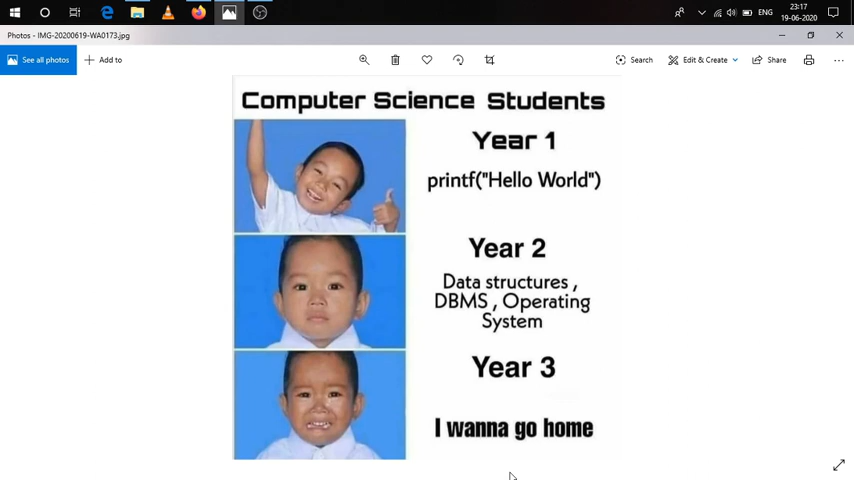 23:17
ENG
19-06-2020
Photos - IMG-20200619-WA0173.jpg
See all photos
Add to
Search
Edit & Create
Share
Computer Science Students
Year 1
printf("Hello World")
Year 2
Data structures ,
DBMS , Operating
System
Year 3
I wanna go home